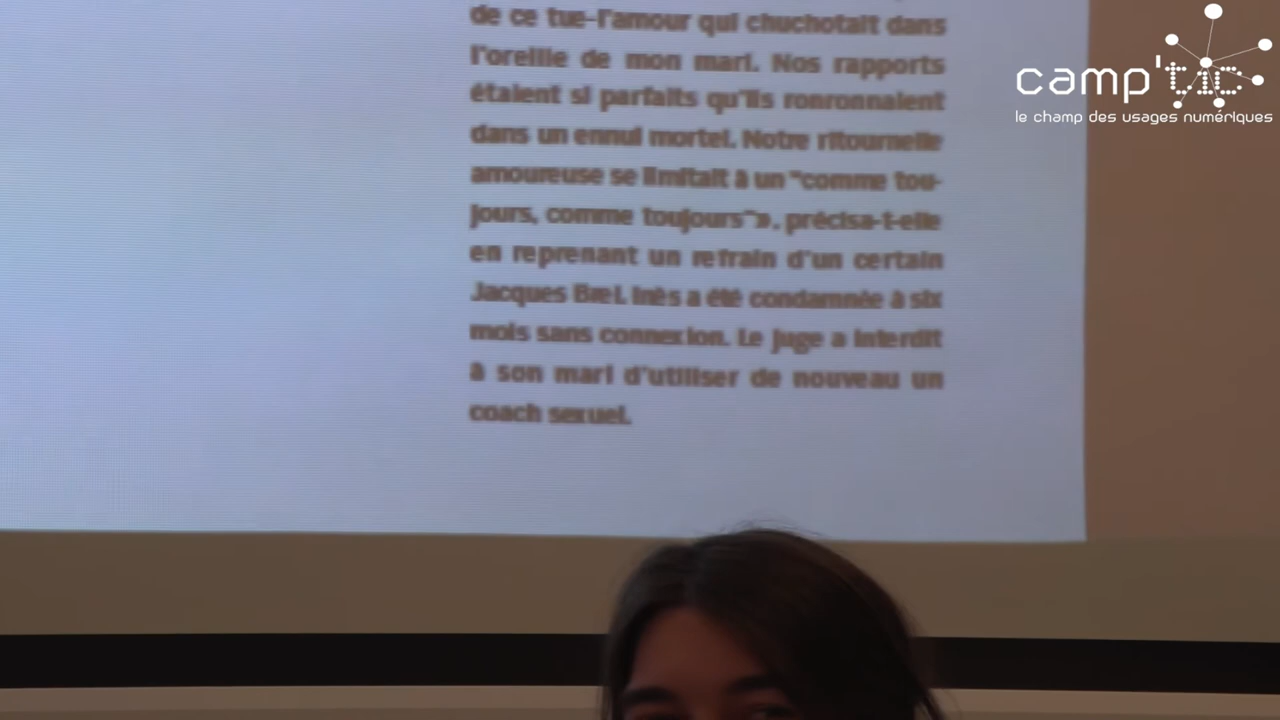 de ce tue-l'amour qui chuchotait dans
l'oreille de mon mari. Nos rapports
étaient si parfaits qu'ils ronronnaient
dans un ennui mortel. Notre ritournelle
amoureuse se limitait à un "comme tou-
jours, comme toujours"», précisa-t-elle
en reprenant un refrain d'un certain
Jacques Brel. Inès a été condamnée à six
mois sans connexion. Le juge a interdit
à son mari d'utiliser de nouveau un
coach sexuel.
camp'tic
le champ des usages numériques